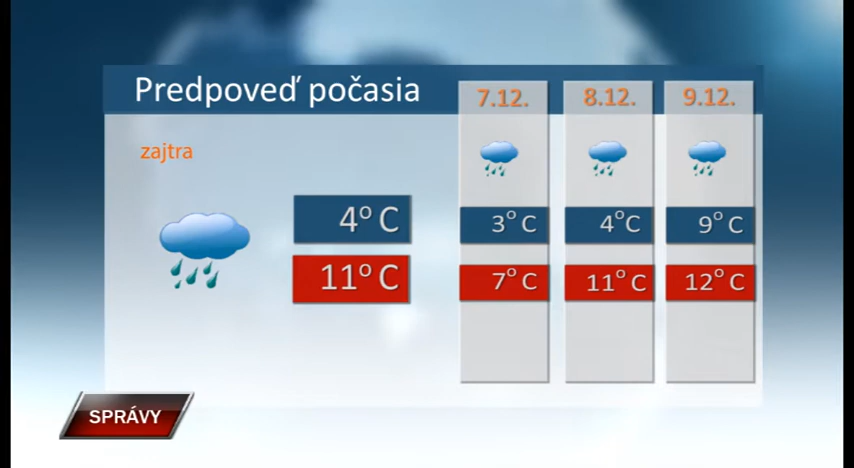 Predpoveď počasia
zajtra
4° C
11° C
7.12. 8.12. 9.12.
3° C 4°C 9° C
7° C 11° C 12° C
SPRÁVY